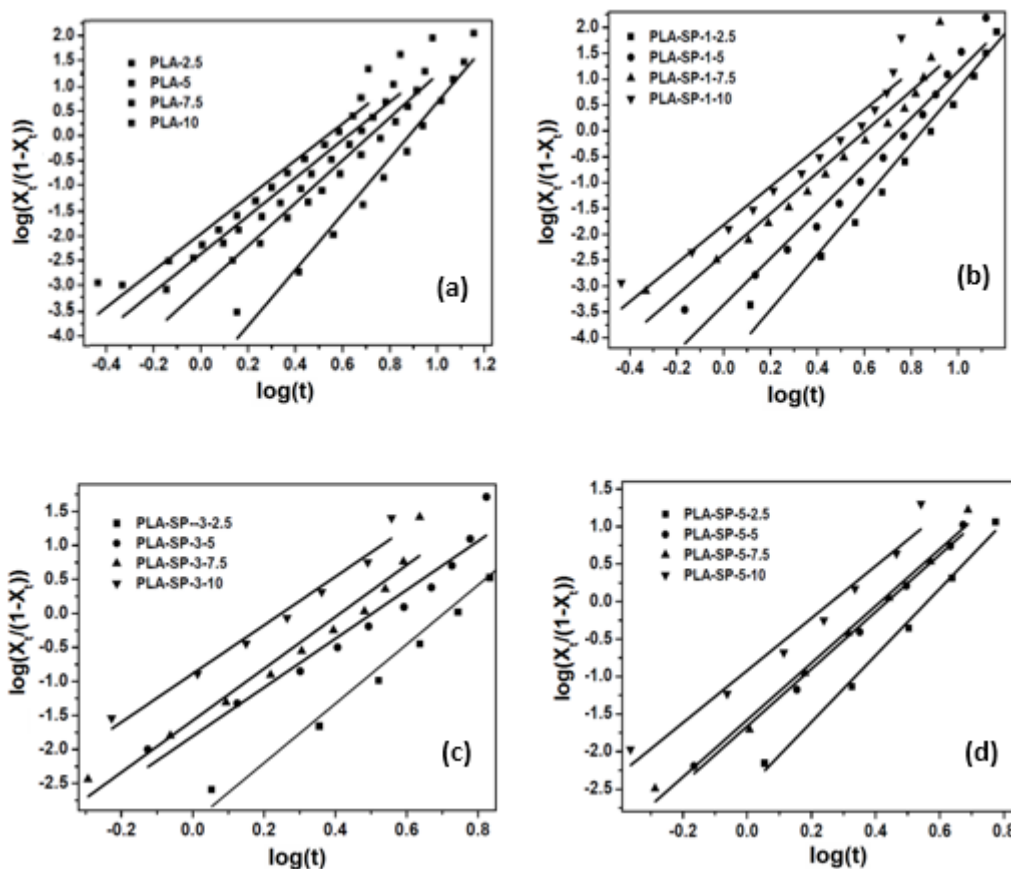 2.0
1.5
1.0
0.5
0.0
-0.5
-1.0
-1.5
-2.0
-2.5
-3.0
-3.5
-4.0
log(Xt/(1-Xt))
PLA-2.5
PLA-5
PLA-7.5
PLA-10
(a)
-0.4 -0.2 0.0 0.2 0.4 0.6 0.8 1.0 1.2
log(t)
2.0
1.5
1.0
0.5
0.0
-0.5
-1.0
-1.5
-2.0
-2.5
-3.0
-3.5
-4.0
log(Xt/(1-Xt))
PLA-SP-1-2.5
PLA-SP-1-5
PLA-SP-1-7.5
PLA-SP-1-10
(b)
-0.4 -0.2 0.0 0.2 0.4 0.6 0.8 1.0
log(t)
1.5
1.0
0.5
0.0
-0.5
-1.0
-1.5
-2.0
-2.5
log(Xt/(1-Xt))
PLA-SP--3-2.5
PLA-SP-3-5
PLA-SP-3-7.5
PLA-SP-3-10
(c)
-0.2 0.0 0.2 0.4 0.6 0.8
log(t)
1.5
1.0
0.5
0.0
-0.5
-1.0
-1.5
-2.0
-2.5
log(Xt/(1-Xt))
PLA-SP-5-2.5
PLA-SP-5-5
PLA-SP-5-7.5
PLA-SP-5-10
(d)
-0.2 0.0 0.2 0.4 0.6 0.8
log(t)